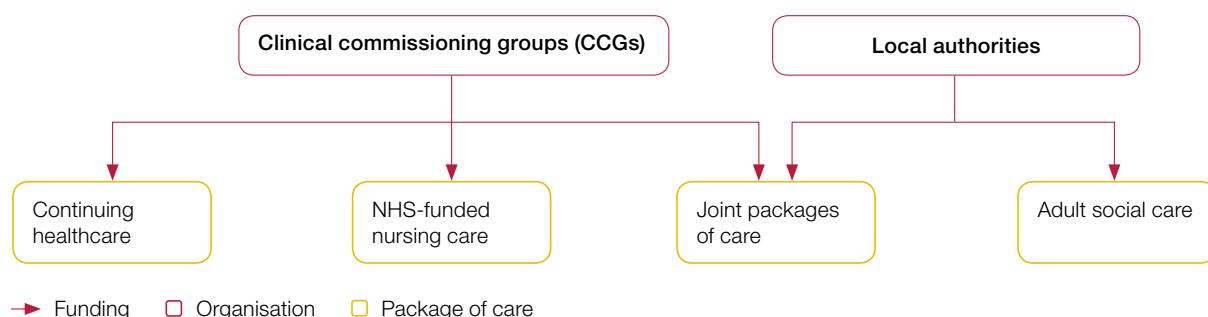 Clinical commissioning groups (CCGs)
Local authorities
Continuing
healthcare
NHS-funded
nursing care
Joint packages
of care
Adult social care
Funding
Organisation
Package of care